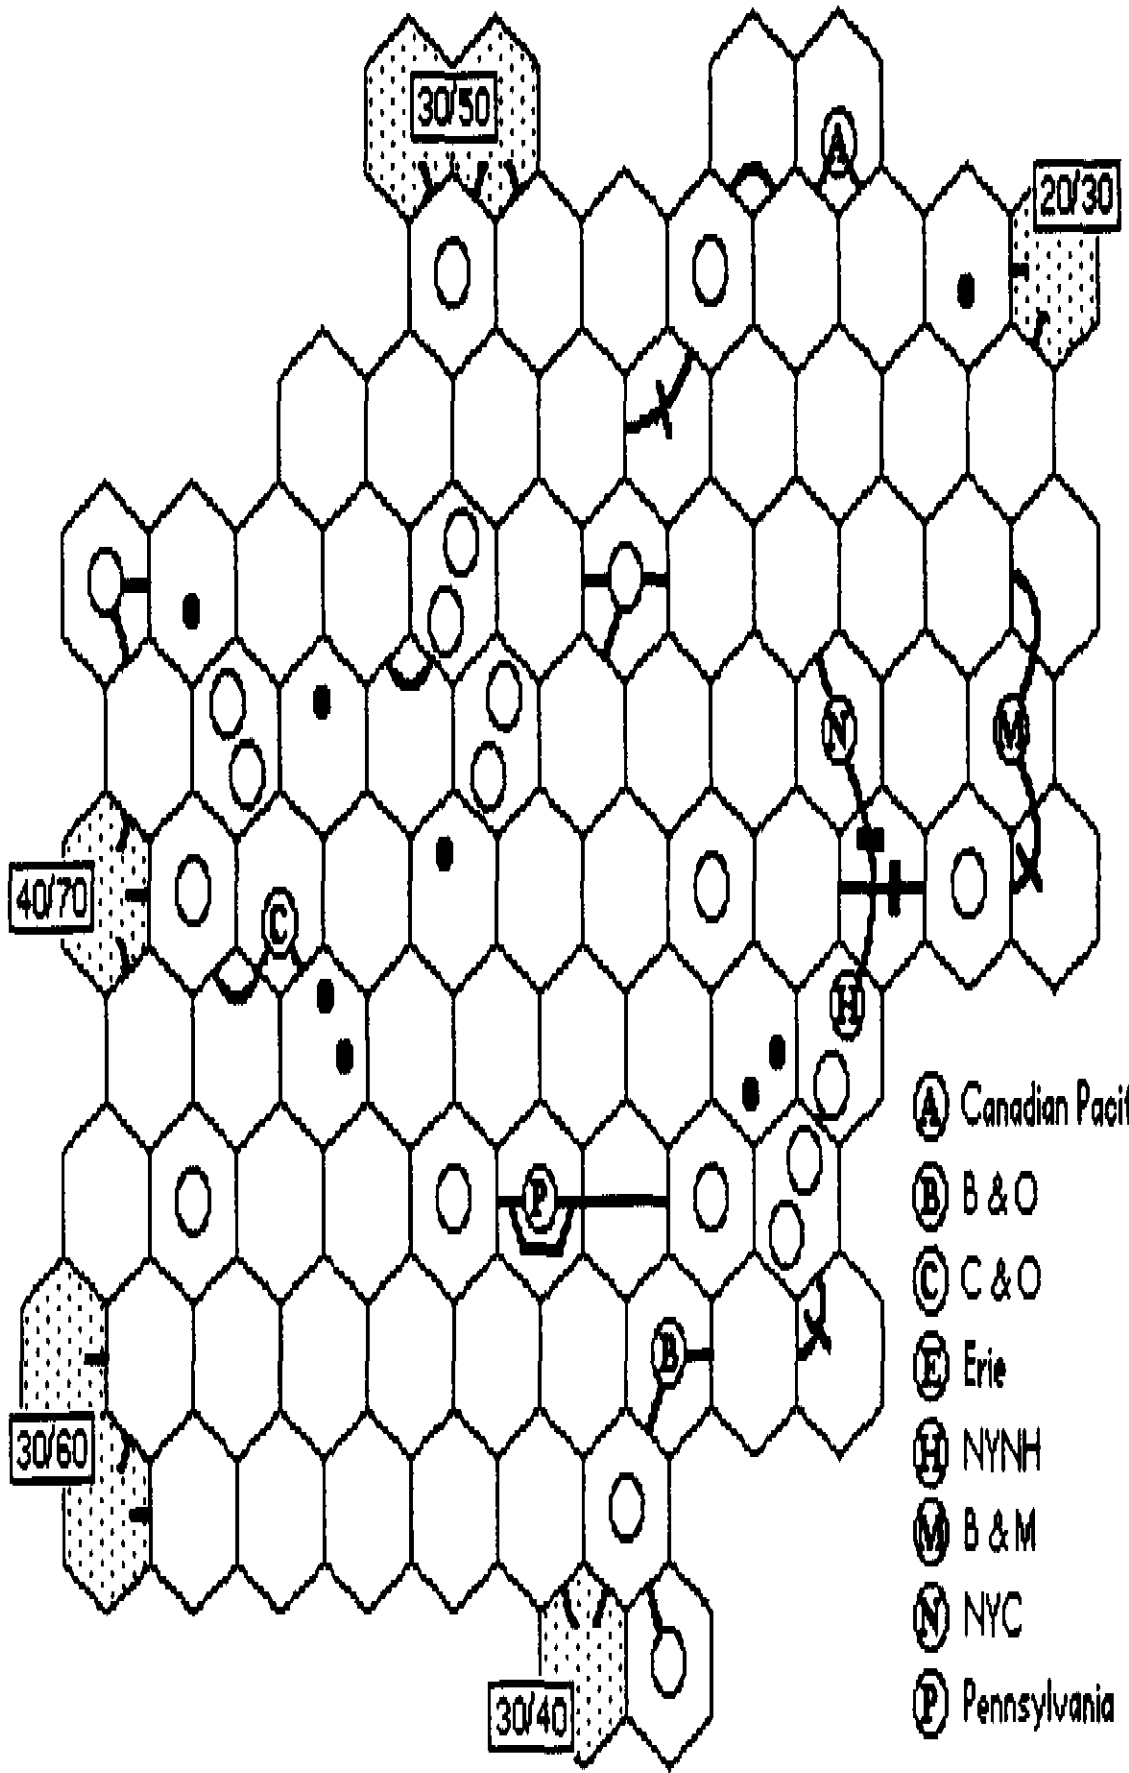 30/50
A
20/30
N
M
40/70
C
H
A Canadian Pacif
P
B B & O
C C & O
B
E Erie
30/60
H NYNH
M B & M
N NYC
30/40
P Pennsylvania